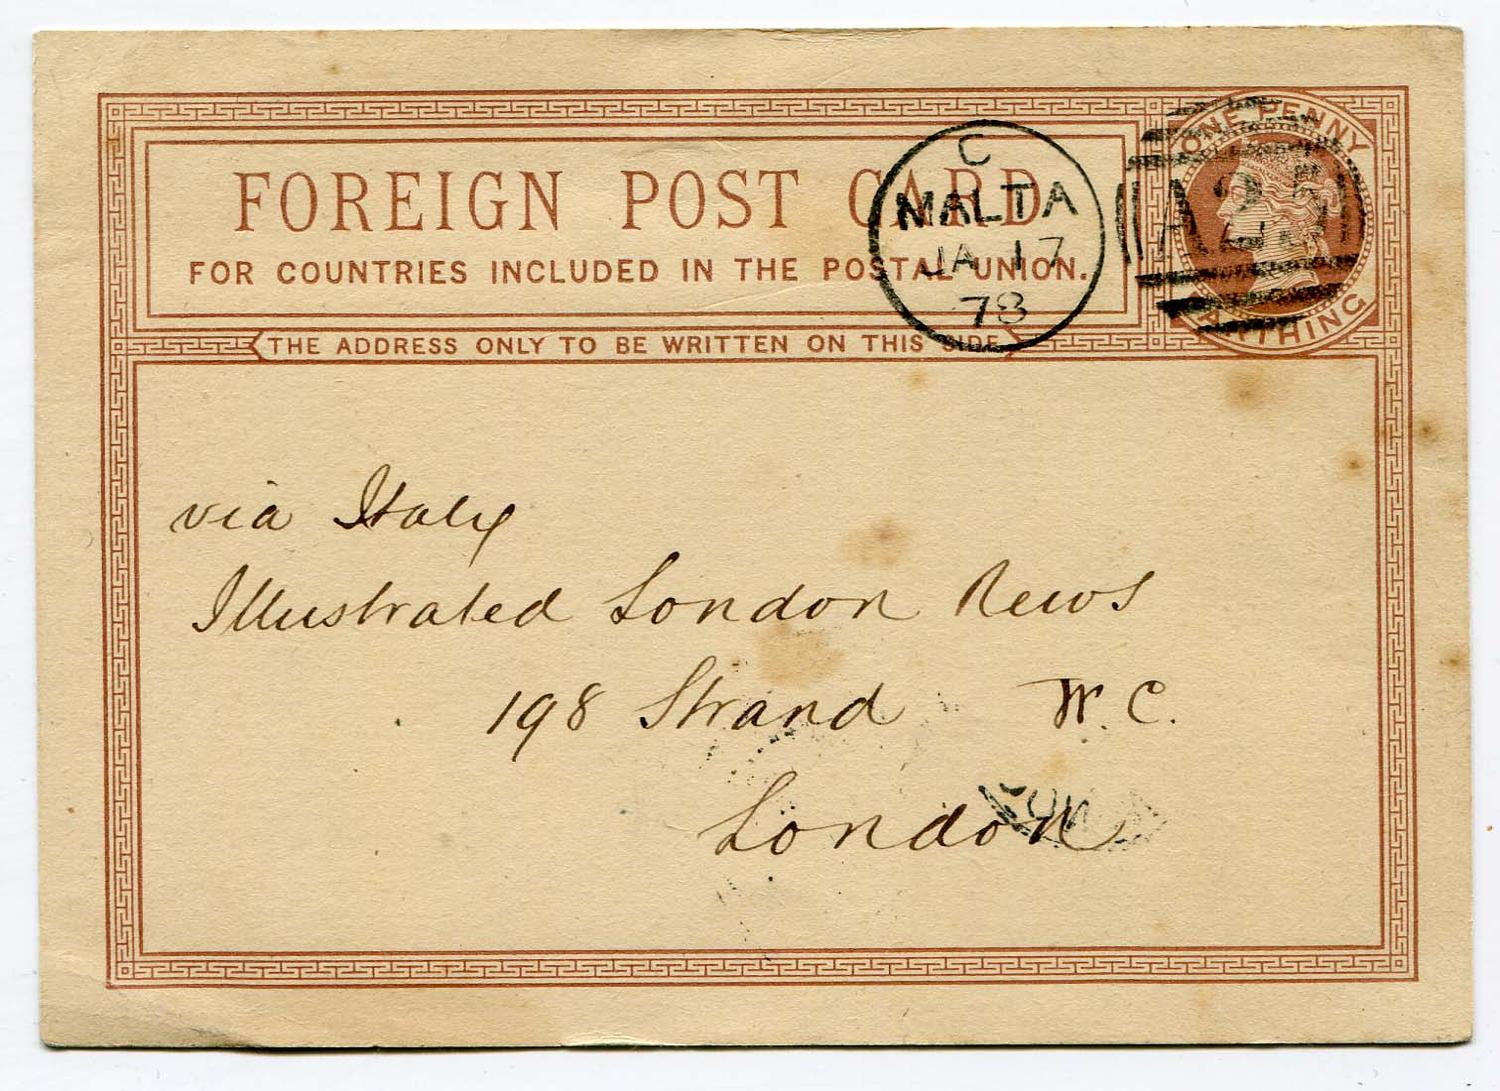 FOREIGN POST CARD
FOR COUNTRIES INCLUDED IN THE POSTAL UNION.
THE ADDRESS ONLY TO BE WRITTEN ON THIS SIDE
ONE PENNY
FARTHING
C
MALTA
JA 17
78
A25
via Italy
Illustrated London News
198 Strand W. C.
London